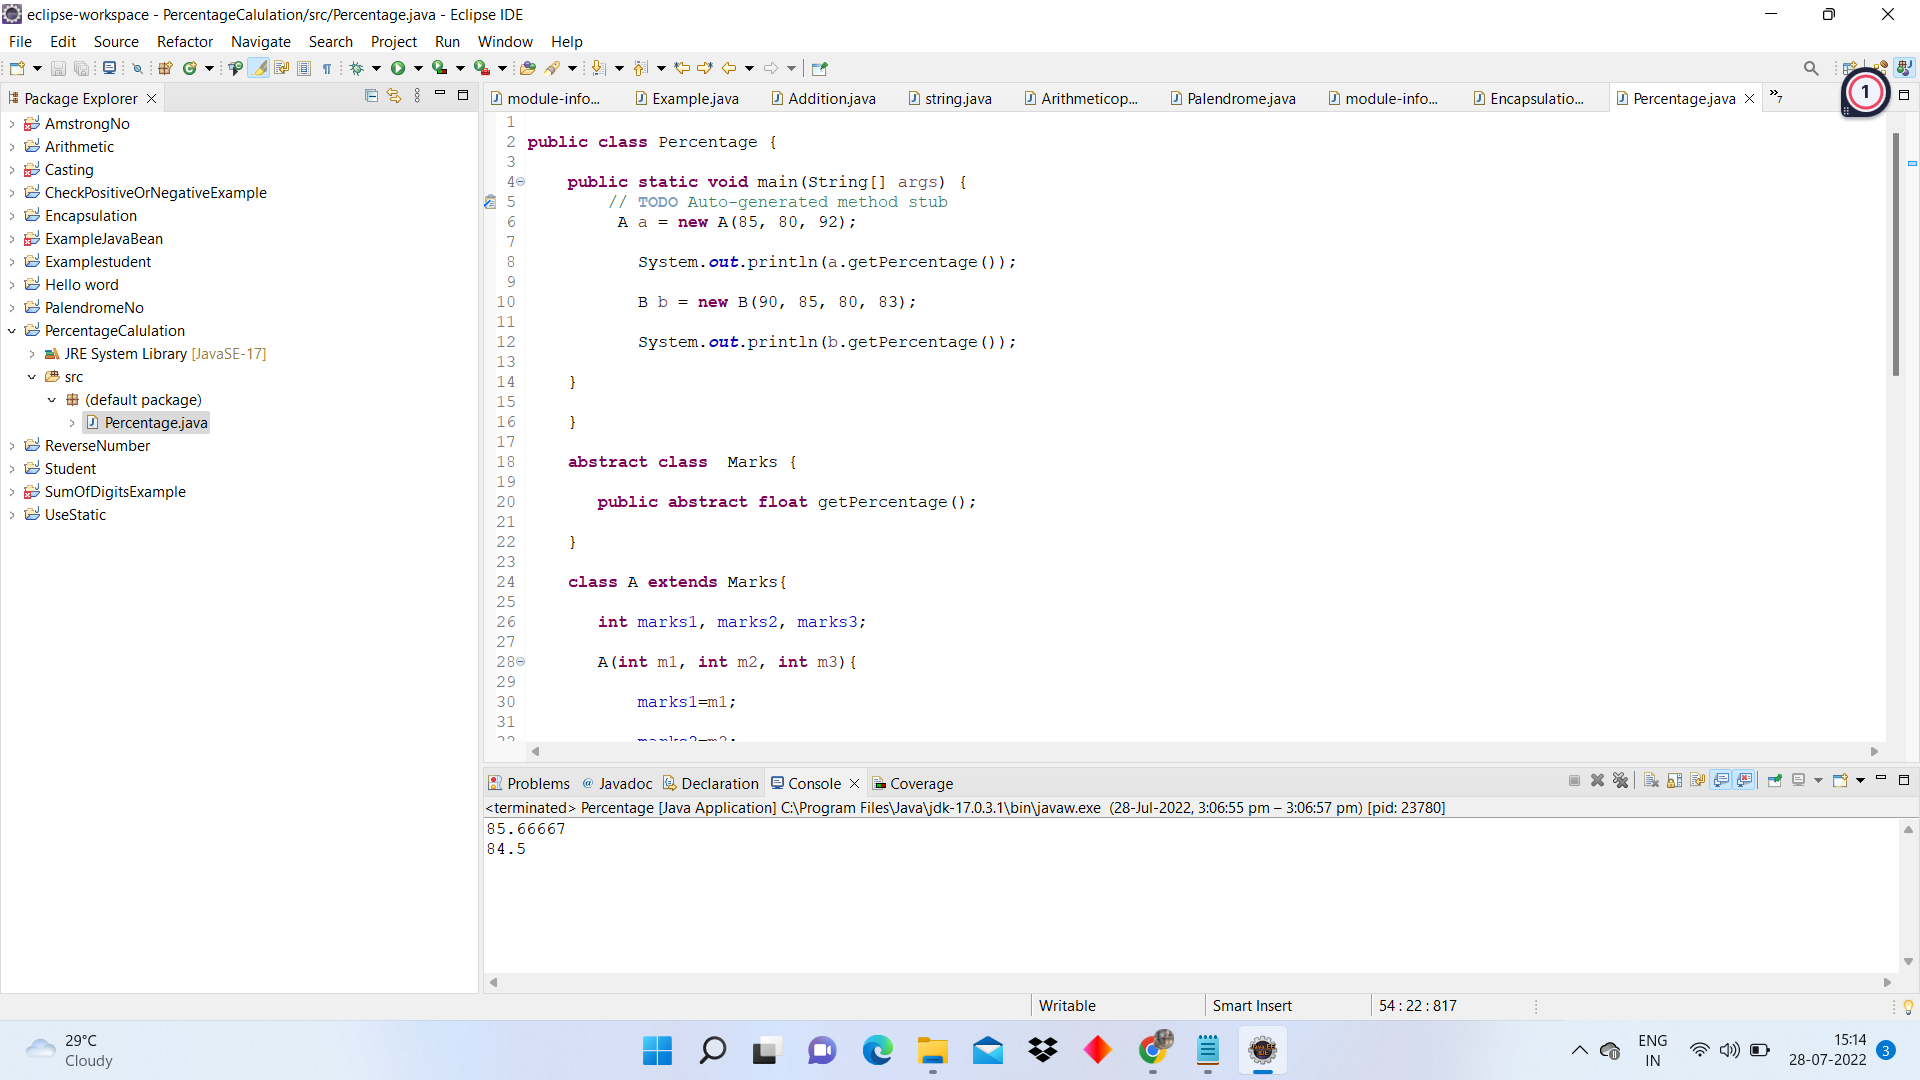 eclipse-workspace - PercentageCalulation/src/Percentage.java - Eclipse IDE
File Edit Source Refactor Navigate Search Project Run Window Help
Package Explorer
AmstrongNo
Arithmetic
Casting
CheckPositiveOrNegativeExample
Encapsulation
ExampleJavaBean
Examplestudent
Hello word
PalendromeNo
PercentageCalulation
JRE System Library [JavaSE-17]
src
(default package)
Percentage.java
ReverseNumber
Student
SumOfDigitsExample
UseStatic
module-info... Example.java Addition.java string.java Arithmeticop... Palendrome.java module-info... Encapsulatio... Percentage.java »7
1
1
2 public class Percentage {
3
4 public static void main(String[] args) {
5 // TODO Auto-generated method stub
6 A a = new A(85, 80, 92);
7
8 System.out.println(a.getPercentage());
9
10 B b = new B(90, 85, 80, 83);
11
12 System.out.println(b.getPercentage());
13
14 }
15
16 }
17
18 abstract class Marks {
19
20 public abstract float getPercentage();
21
22 }
23
24 class A extends Marks{
25
26 int marks1, marks2, marks3;
27
28 A(int m1, int m2, int m3){
29
30 marks1=m1;
31
32 marks2=m2;
Problems Javadoc Declaration Console Coverage
<terminated> Percentage [Java Application] C:\Program Files\Java\jdk-17.0.3.1\bin\javaw.exe (28-Jul-2022, 3:06:55 pm – 3:06:57 pm) [pid: 23780]
85.66667
84.5
Writable Smart Insert 54 : 22 : 817
29°C
Cloudy
ENG
IN
15:14
28-07-2022
3